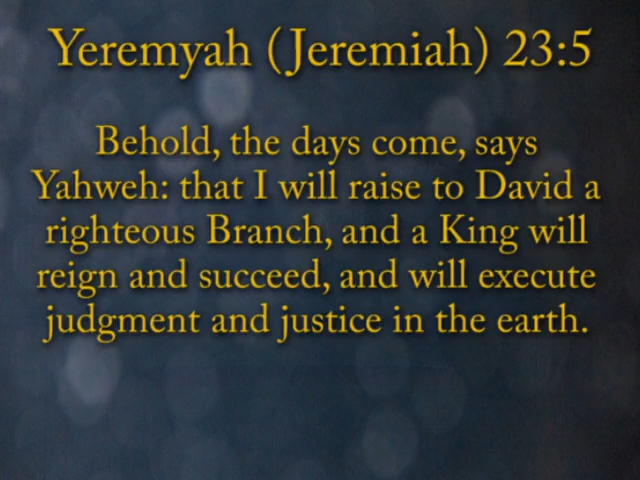 Yeremyah (Jeremiah) 23:5
Behold, the days come, says
Yahweh: that I will raise to David a
righteous Branch, and a King will
reign and succeed, and will execute
judgment and justice in the earth.